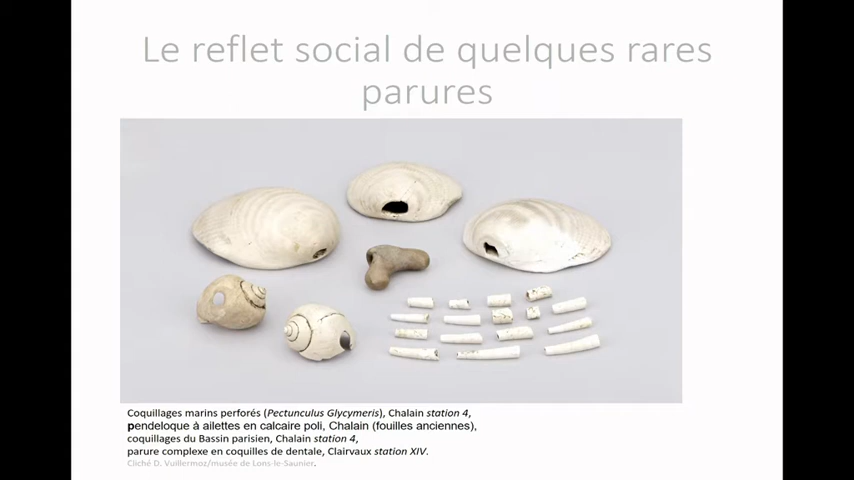 Le reflet social de quelques rares
parures
Coquillages marins perforés (Pectunculus Glycymeris), Chalain station 4,
pendeloque à ailettes en calcaire poli, Chalain (fouilles anciennes),
coquillages du Bassin parisien, Chalain station 4,
parure complexe en coquilles de dentale, Clairvaux station XIV.
Cliché D. Vuillermoz/musée de Lons-le-Saunier.